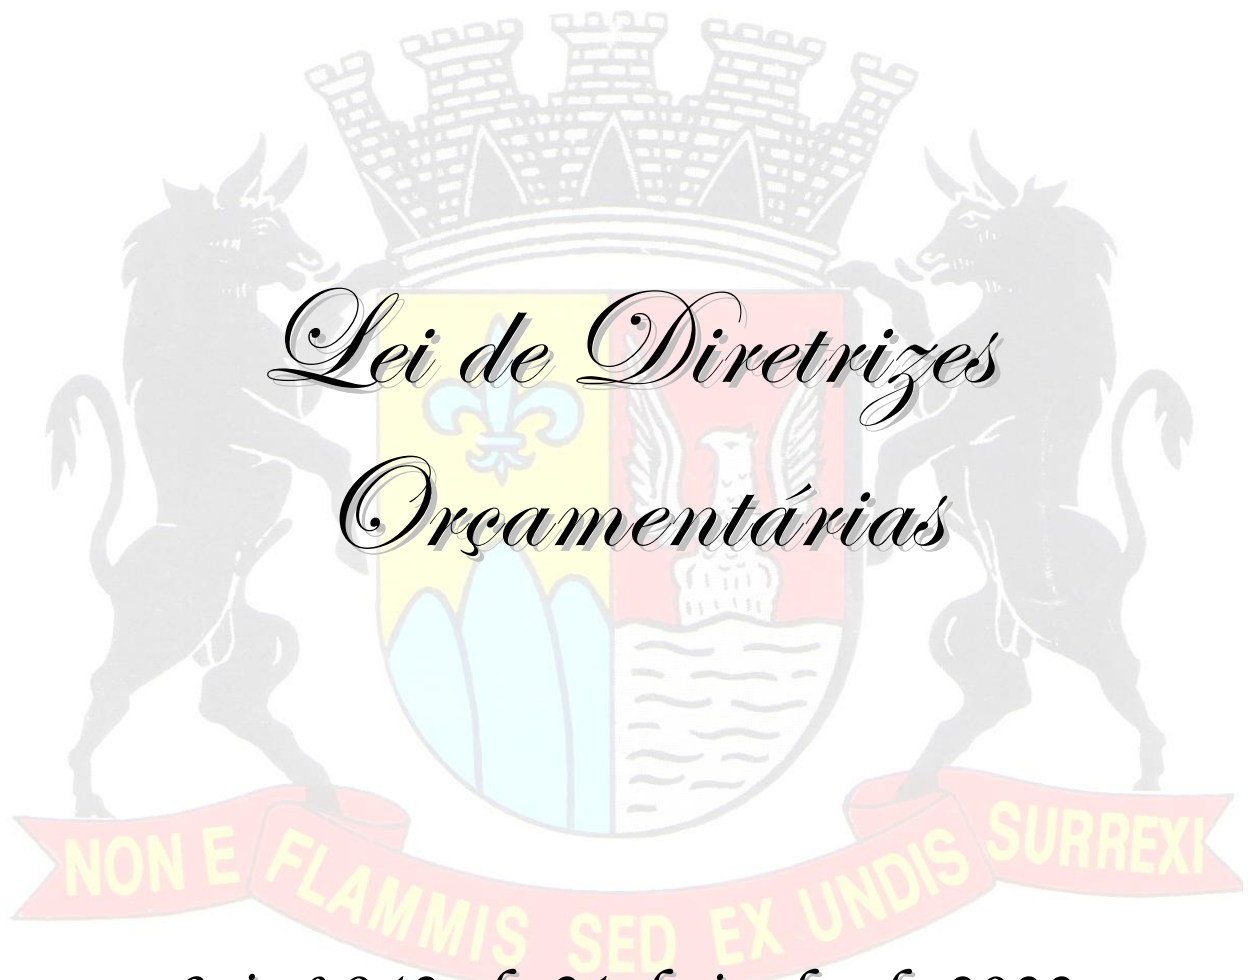 Lei de Diretrizes
Orçamentárias
NON E FLAMMIS SED EX UNDIS SURREXI